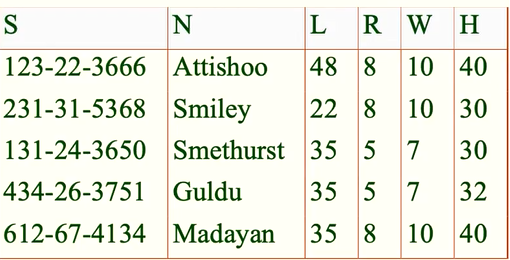 S N L R W H
123-22-3666 Attishoo 48 8 10 40
231-31-5368 Smiley 22 8 10 30
131-24-3650 Smethurst 35 5 7 30
434-26-3751 Guldu 35 5 7 32
612-67-4134 Madayan 35 8 10 40